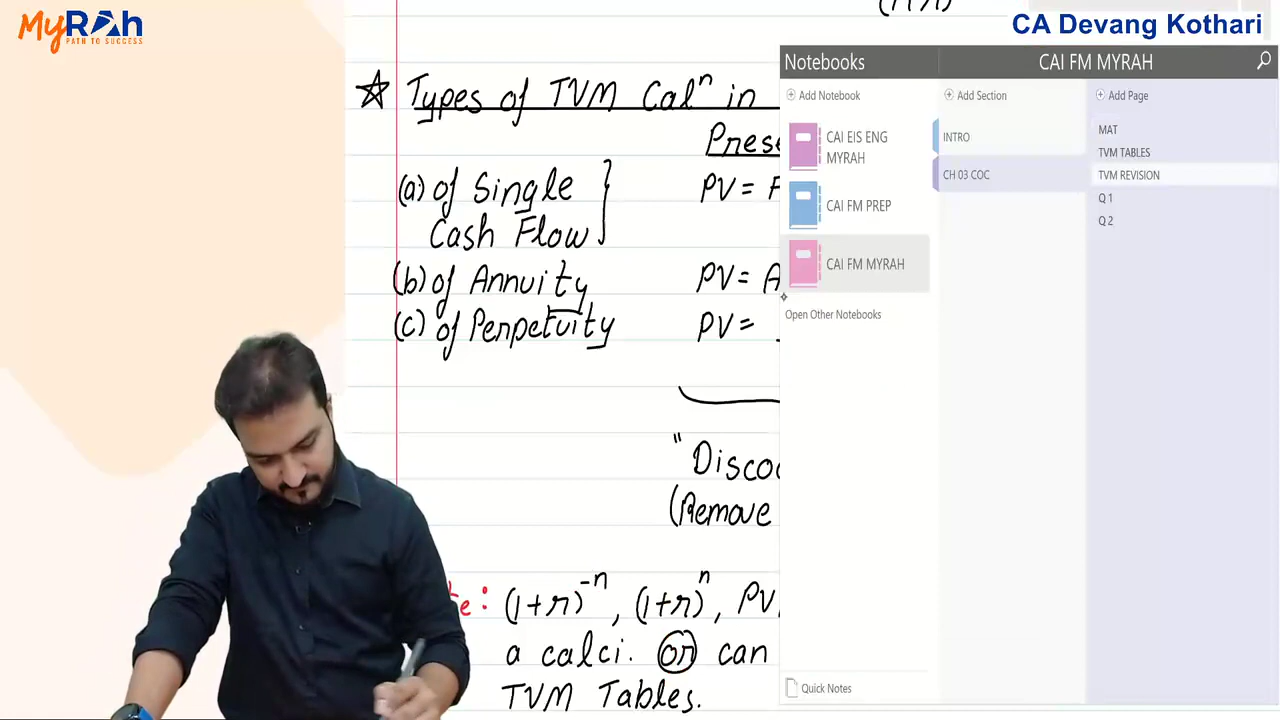 MyRAh
PATH TO SUCCESS
CA Devang Kothari
☆ Types of TVM Calⁿ in
(a) of Single
Cash Flow
PV =
(b) of Annuity PV = A
(c) of Perpetuity PV =
(Remove
(1+r)⁻ⁿ, (1+r)ⁿ, PV
a calci. or can
TVM Tables.
Notebooks
CAI FM MYRAH
Add Notebook
Add Section
Add Page
CAI EIS ENG
MYRAH
CAI FM PREP
CAI FM MYRAH
Open Other Notebooks
INTRO
CH 03 COC
MAT
TVM TABLES
TVM REVISION
Q 1
Q 2
Quick Notes